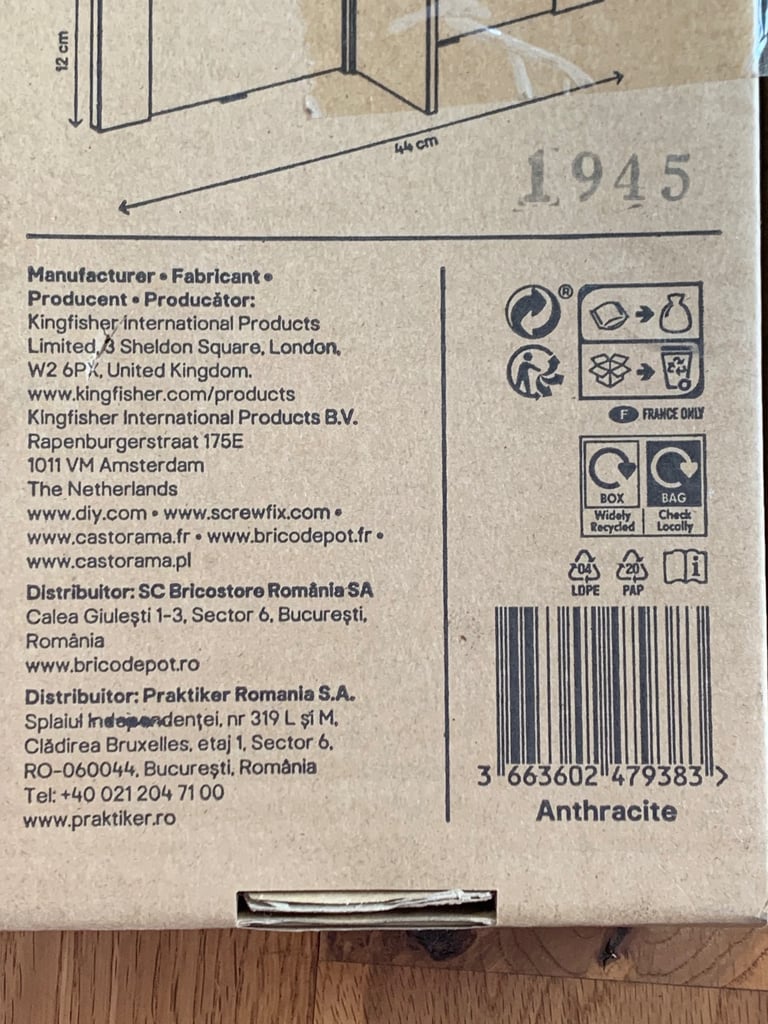 12 cm
44 cm
1945
Manufacturer • Fabricant •
Producent • Producător:
Kingfisher International Products
Limited, 3 Sheldon Square, London,
W2 6PX, United Kingdom.
www.kingfisher.com/products
Kingfisher International Products B.V.
Rapenburgerstraat 175E
1011 VM Amsterdam
The Netherlands
www.diy.com • www.screwfix.com •
www.castorama.fr • www.bricodepot.fr •
www.castorama.pl
Distribuitor: SC Bricostore România SA
Calea Giulești 1-3, Sector 6, București,
România
www.bricodepot.ro
Distribuitor: Praktiker Romania S.A.
Splaiul Independenței, nr 319 L și M,
Clădirea Bruxelles, etaj 1, Sector 6,
RO-060044, București, România
Tel: +40 021 204 71 00
www.praktiker.ro
®
F FRANCE ONLY
BOX BAG
Widely Check
Recycled Locally
04 20 i
LDPE PAP
3 663602 479383 >
Anthracite